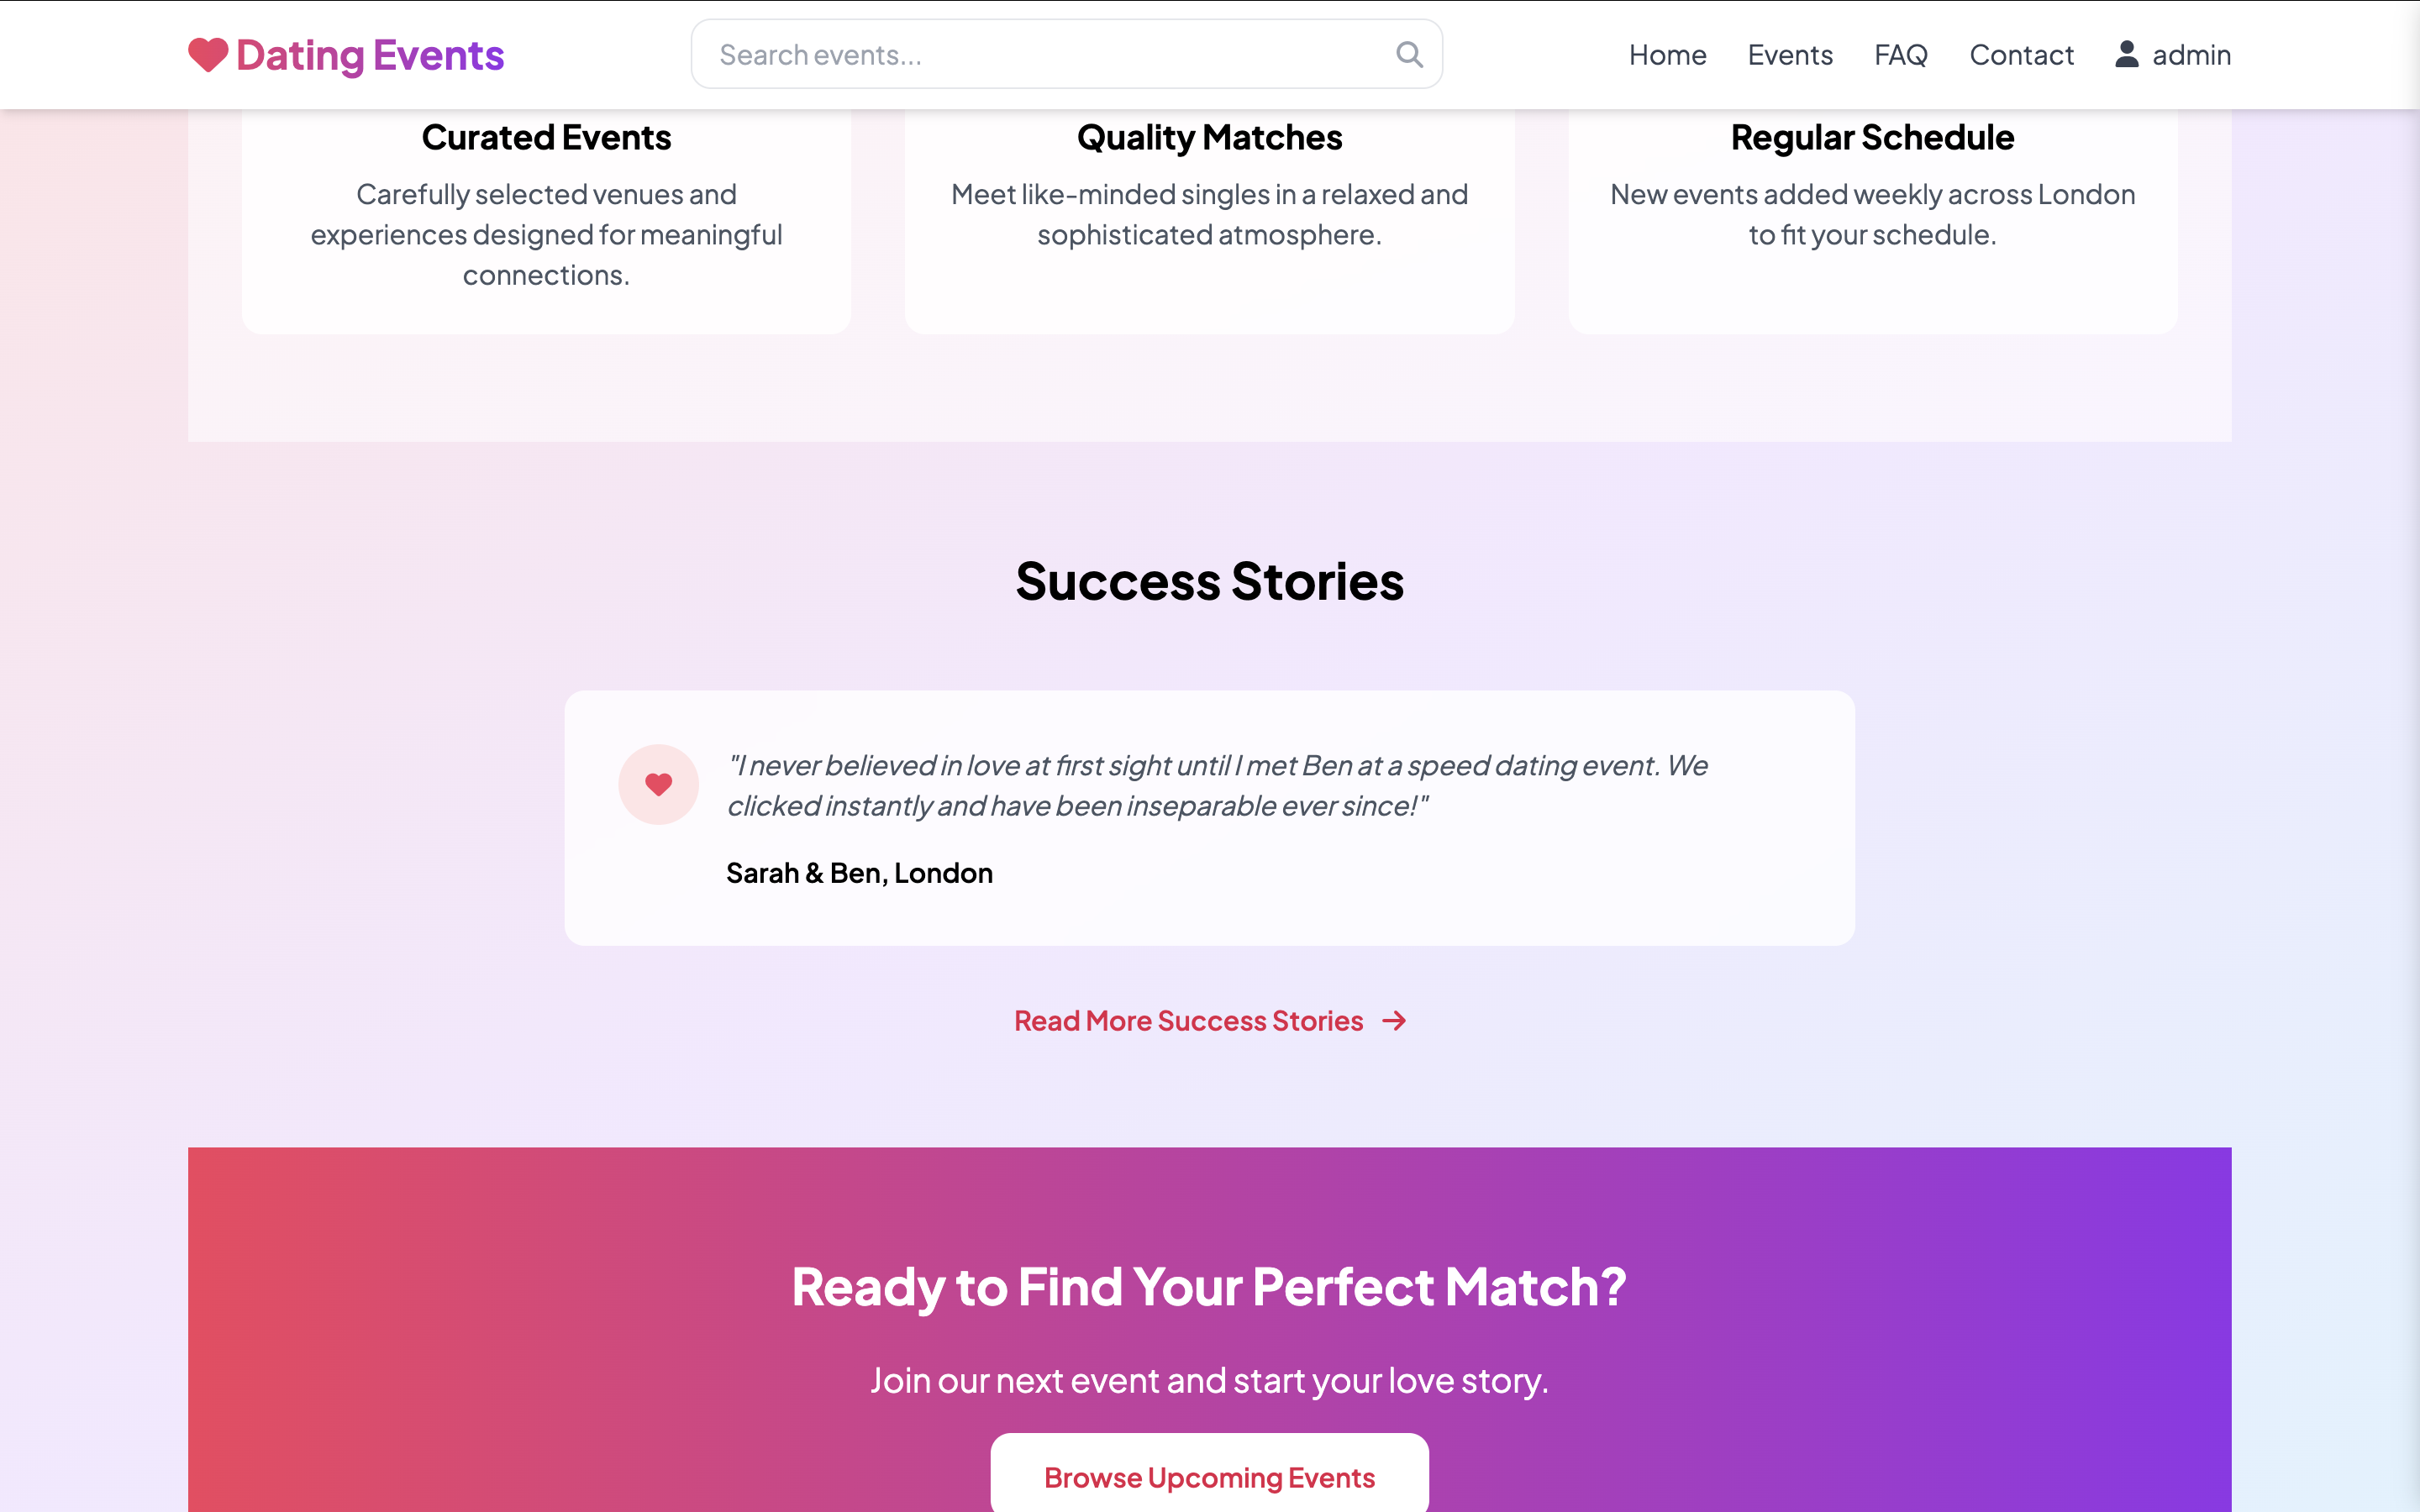 Dating Events
Search events...
Home
Events
FAQ
Contact
admin
Curated Events
Carefully selected venues and
experiences designed for meaningful
connections.
Quality Matches
Meet like-minded singles in a relaxed and
sophisticated atmosphere.
Regular Schedule
New events added weekly across London
to fit your schedule.
Success Stories
"I never believed in love at first sight until I met Ben at a speed dating event. We
clicked instantly and have been inseparable ever since!"
Sarah & Ben, London
Read More Success Stories →
Ready to Find Your Perfect Match?
Join our next event and start your love story.
Browse Upcoming Events